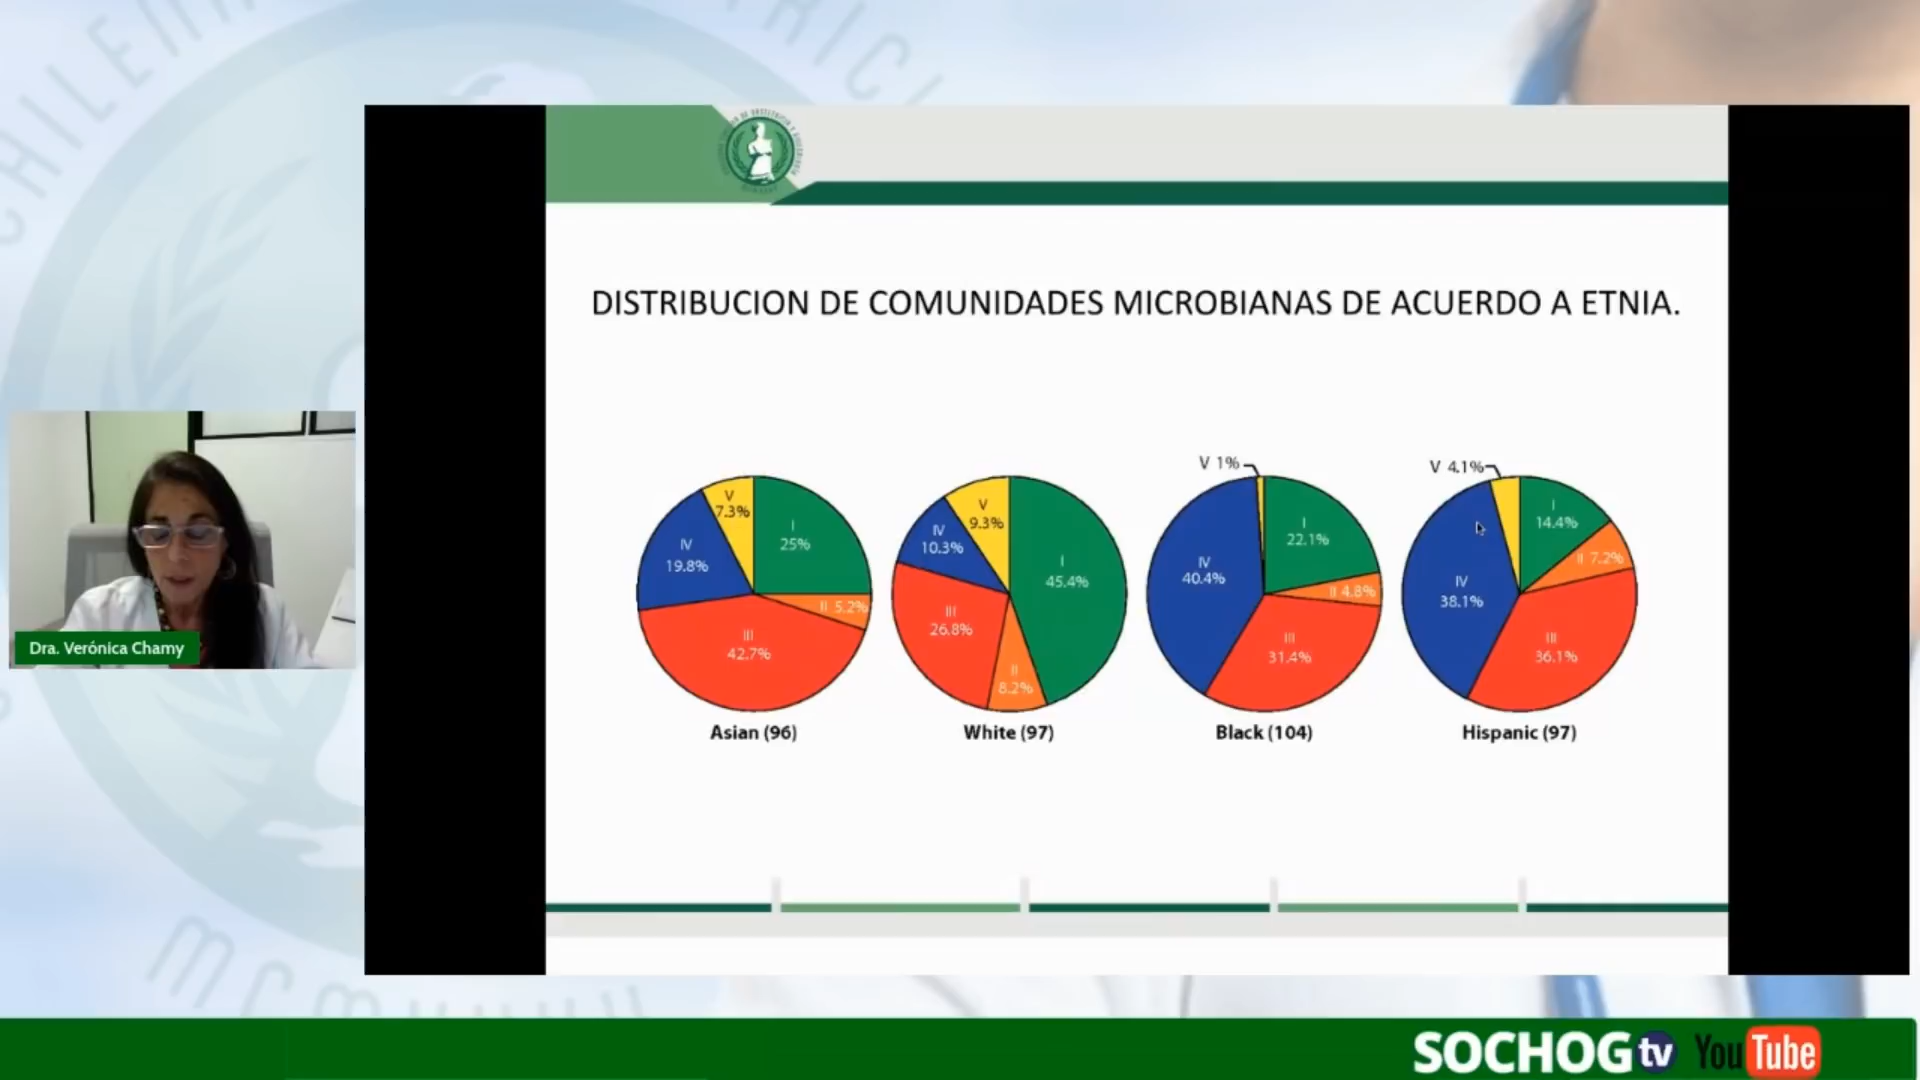 DISTRIBUCION DE COMUNIDADES MICROBIANAS DE ACUERDO A ETNIA.
V
7.3%
I
25%
IV
19.8%
II 5.2%
III
42.7%
Asian (96)
V
9.3%
IV
10.3%
I
45.4%
III
26.8%
II
8.2%
White (97)
V 1%
I
22.1%
IV
40.4%
II 4.8%
III
31.4%
Black (104)
V 4.1%
I
14.4%
II 7.2%
IV
38.1%
III
36.1%
Hispanic (97)
Dra. Verónica Chamy
SOCHOG tv YouTube